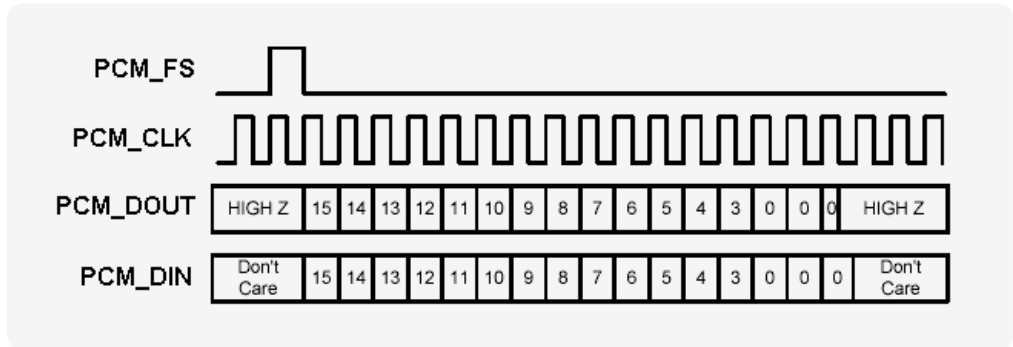 PCM_FS
PCM_CLK
PCM_DOUT HIGH Z 15 14 13 12 11 10 9 8 7 6 5 4 3 0 0 0 HIGH Z
PCM_DIN Don't Care 15 14 13 12 11 10 9 8 7 6 5 4 3 0 0 0 Don't Care